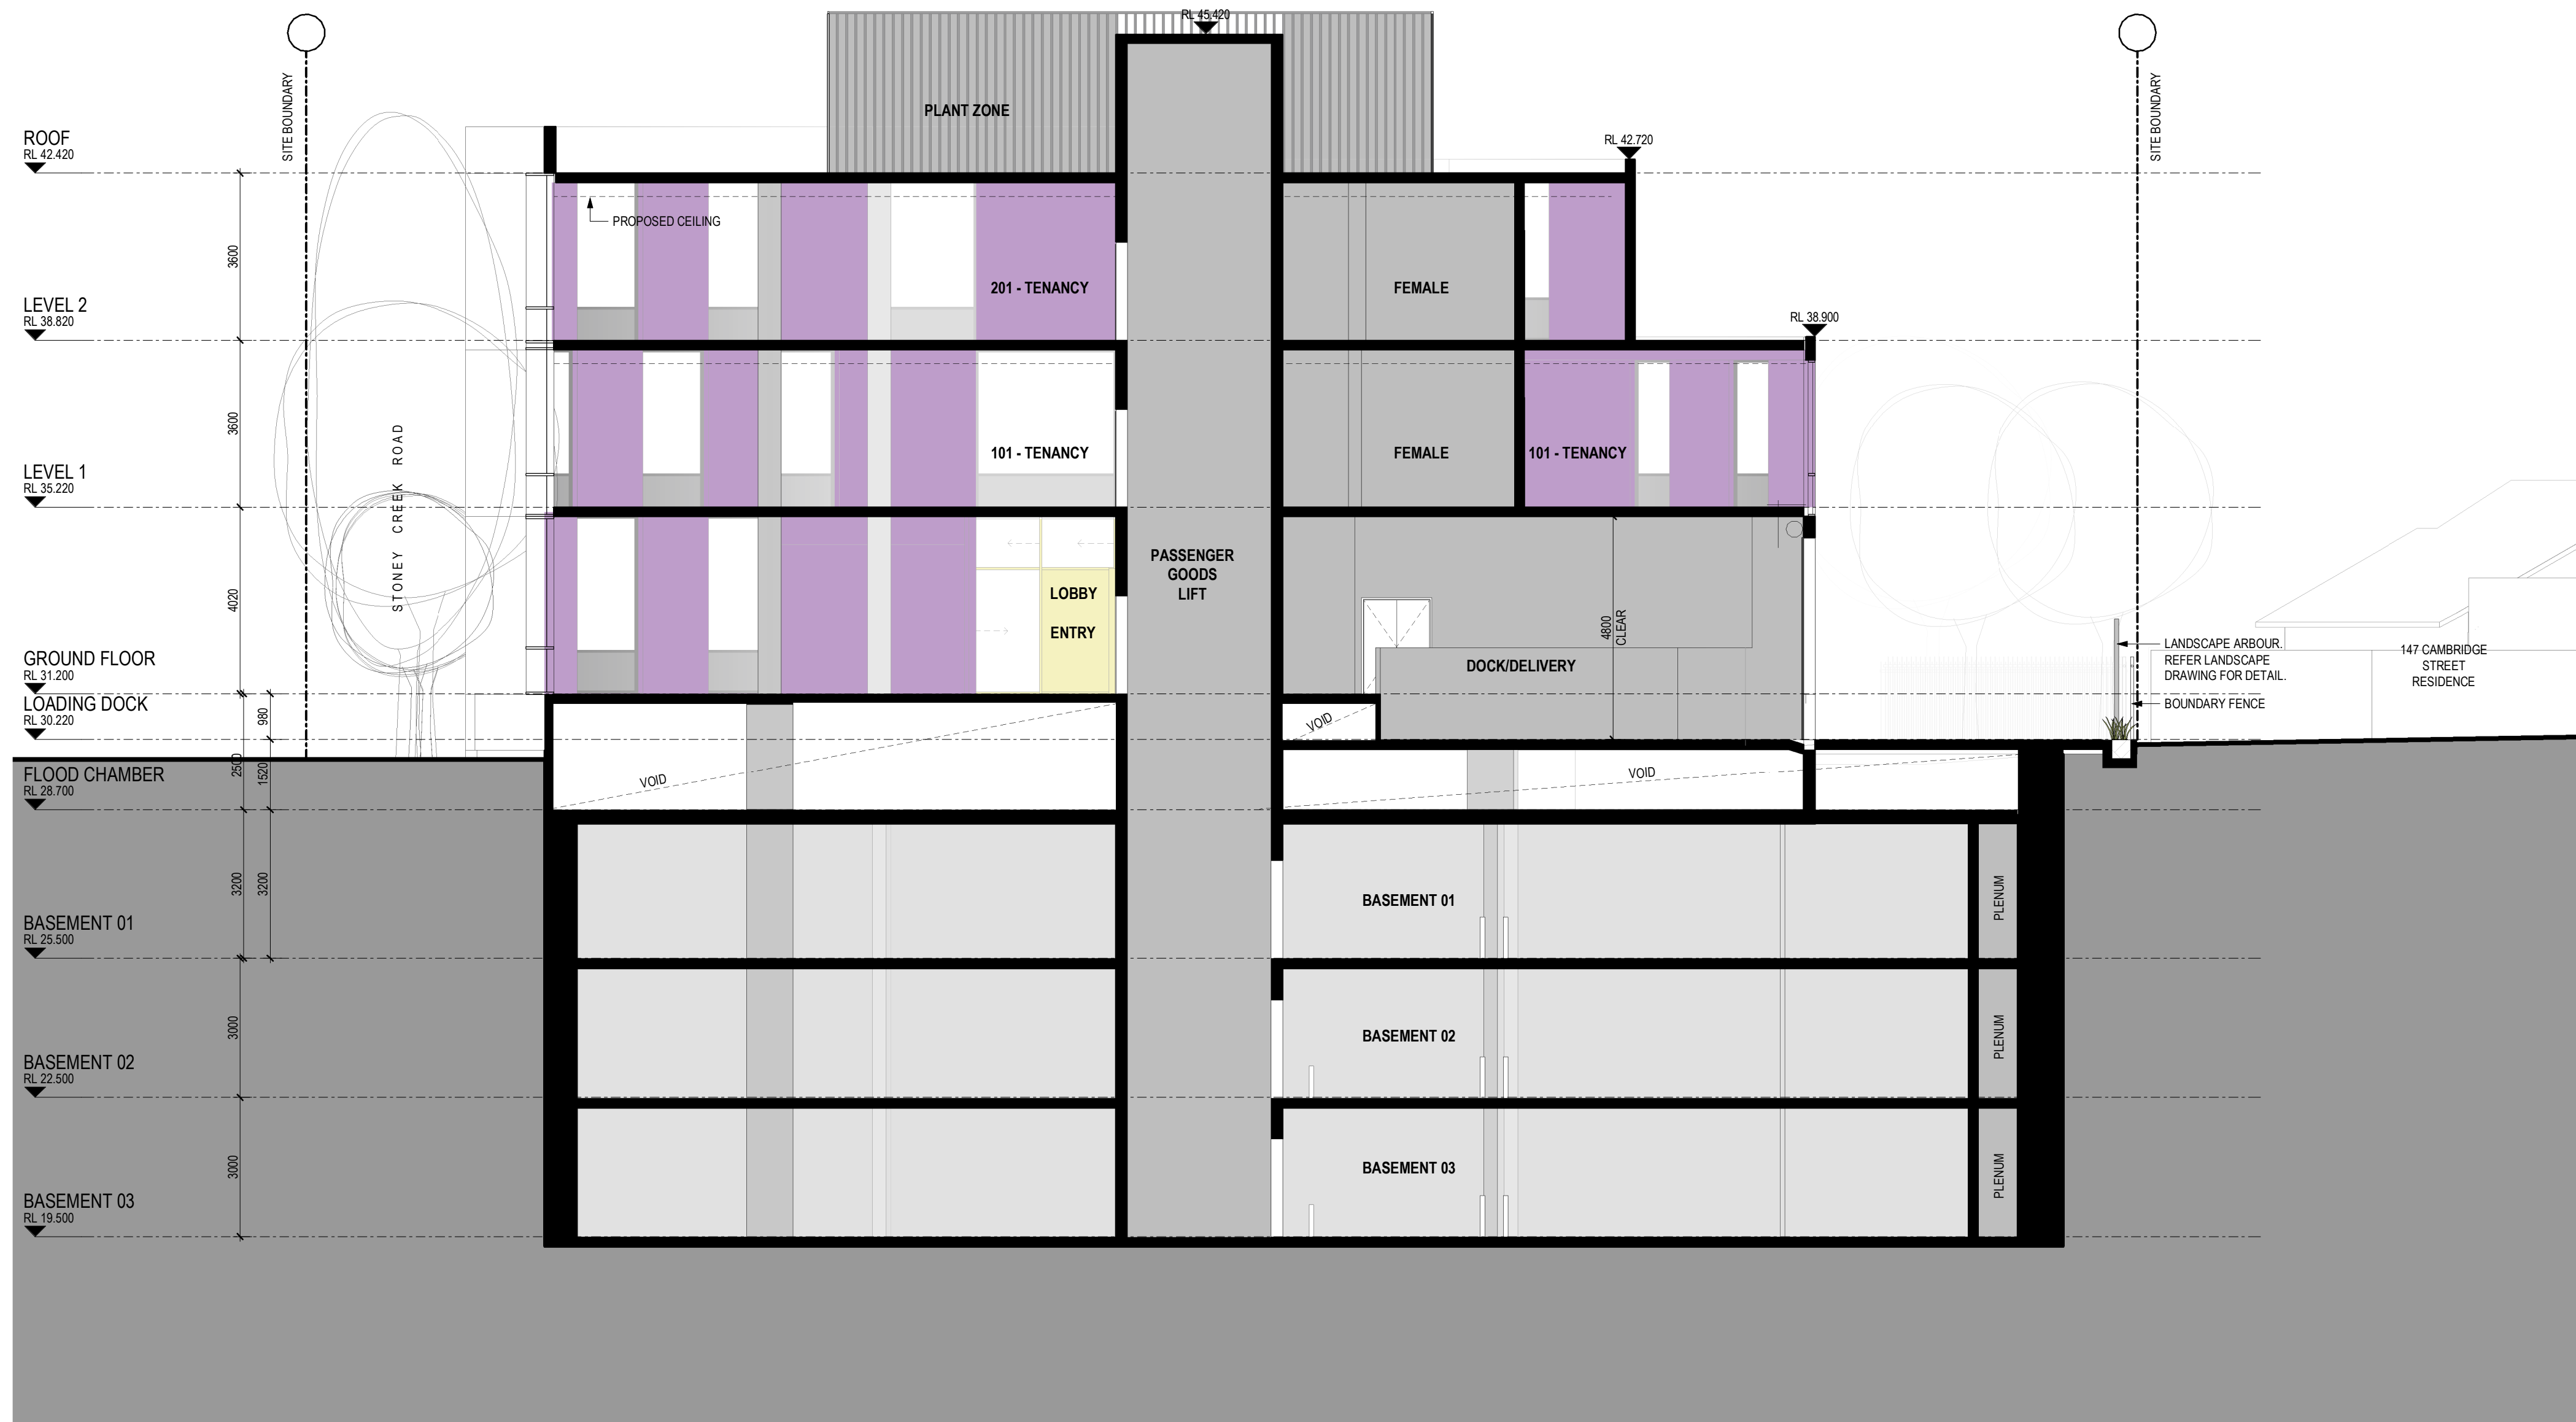 RL 45.420
SITE BOUNDARY
SITE BOUNDARY
PLANT ZONE
ROOF
RL 42.420
RL 42.720
PROPOSED CEILING
3600
201 - TENANCY
FEMALE
LEVEL 2
RL 38.820
RL 38.900
3600
STONEY CREEK ROAD
101 - TENANCY
FEMALE
101 - TENANCY
LEVEL 1
RL 35.220
PASSENGER
GOODS
LIFT
4020
LOBBY
ENTRY
4800
CLEAR
DOCK/DELIVERY
LANDSCAPE ARBOUR.
REFER LANDSCAPE
DRAWING FOR DETAIL.
147 CAMBRIDGE
STREET
RESIDENCE
BOUNDARY FENCE
GROUND FLOOR
RL 31.200
LOADING DOCK
RL 30.220
980
VOID
2500
1520
FLOOD CHAMBER
RL 28.700
VOID
VOID
3200
3200
BASEMENT 01
PLENUM
BASEMENT 01
RL 25.500
3000
BASEMENT 02
PLENUM
BASEMENT 02
RL 22.500
3000
BASEMENT 03
PLENUM
BASEMENT 03
RL 19.500